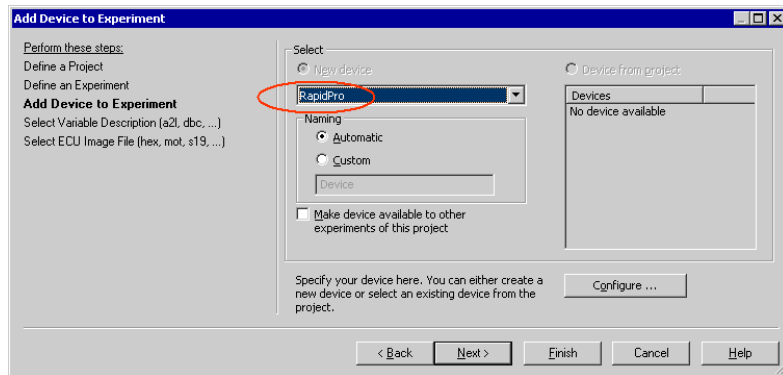 Add Device to Experiment
Perform these steps:
Define a Project
Define an Experiment
Add Device to Experiment
Select Variable Description (a2l, dbc, ...)
Select ECU Image File (hex, mot, s19, ...)
Select
New device
RapidPro
Naming
Automatic
Custom
Device
Make device available to other
experiments of this project
Device from project
Devices
No device available
Specify your device here. You can either create a
new device or select an existing device from the
project.
Configure ...
< Back
Next >
Finish
Cancel
Help